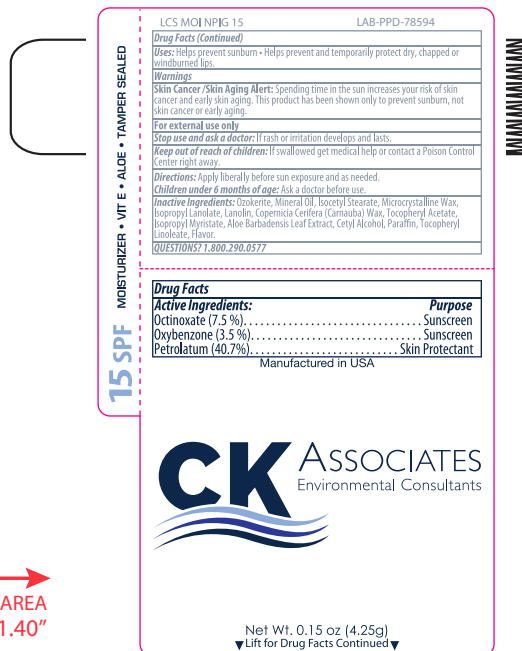 LCS MOI NPIG 15 LAB-PPD-78594
Drug Facts (Continued)
Uses: Helps prevent sunburn • Helps prevent and temporarily protect dry, chapped or
windburned lips.
Warnings
Skin Cancer /Skin Aging Alert: Spending time in the sun increases your risk of skin
cancer and early skin aging. This product has been shown only to prevent sunburn, not
skin cancer or early aging.
For external use only
Stop use and ask a doctor: If rash or irritation develops and lasts.
Keep out of reach of children: If swallowed get medical help or contact a Poison Control
Center right away.
Directions: Apply liberally before sun exposure and as needed.
Children under 6 months of age: Ask a doctor before use.
Inactive Ingredients: Ozokerite, Mineral Oil, Isocetyl Stearate, Microcrystalline Wax,
Isopropyl Lanolate, Lanolin, Copernicia Cerifera (Carnauba) Wax, Tocopheryl Acetate,
Isopropyl Myristate, Aloe Barbadensis Leaf Extract, Cetyl Alcohol, Paraffin, Tocopheryl
Linoleate, Flavor.
QUESTIONS? 1.800.290.0577
15 SPF MOISTURIZER • VIT E • ALOE • TAMPER SEALED
Drug Facts
Active Ingredients: Purpose
Octinoxate (7.5 %)................................Sunscreen
Oxybenzone (3.5 %)...............................Sunscreen
Petrolatum (40.7%)...........................Skin Protectant
Manufactured in USA
CK ASSOCIATES
Environmental Consultants
AREA
1.40”
Net Wt. 0.15 oz (4.25g)
▼Lift for Drug Facts Continued▼